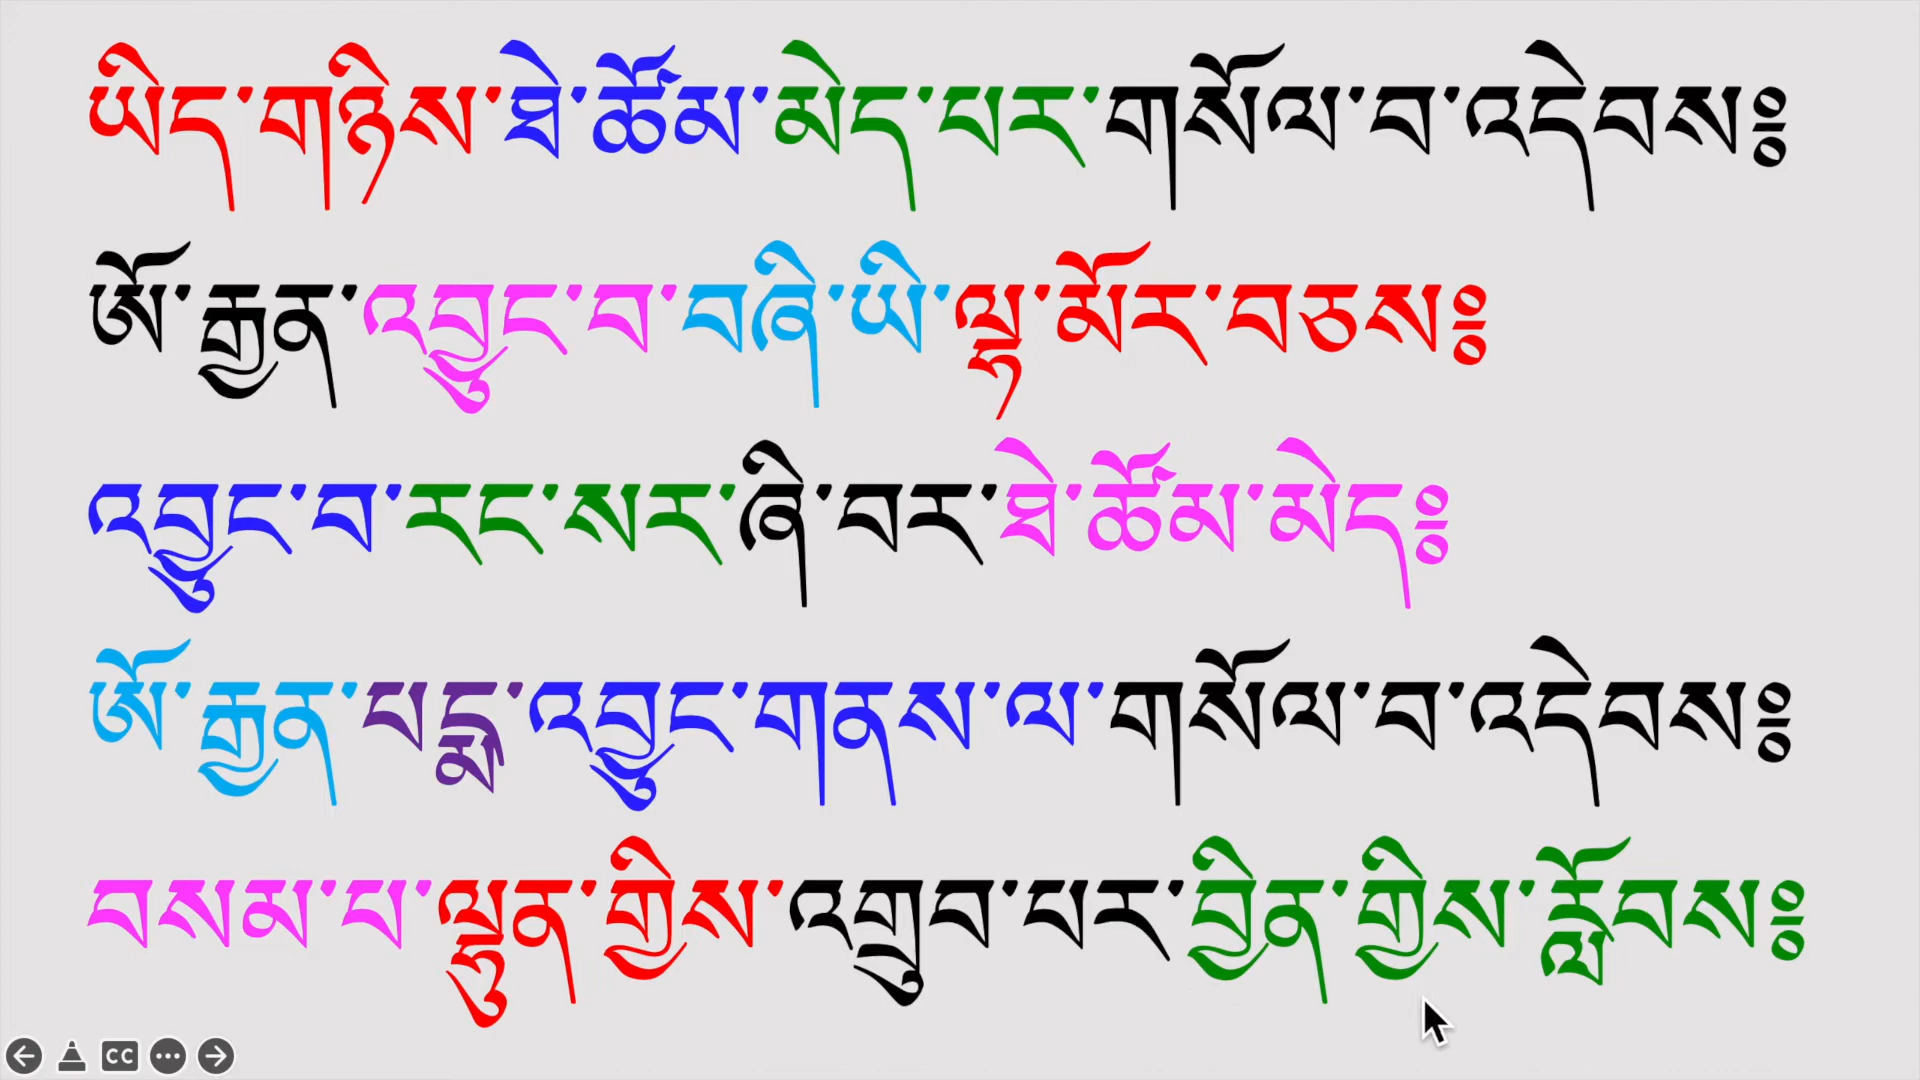 ཡིད་གཉིས་ཐེ་ཚོམ་མེད་པར་གསོལ་བ་འདེབས༔
ཨོ་རྒྱན་འབྱུང་བ་བཞི་ཡི་ལྷ་མོར་བཅས༔
འབྱུང་བ་རང་སར་ཞི་བར་ཐེ་ཚོམ་མེད༔
ཨོ་རྒྱན་པདྨ་འབྱུང་གནས་ལ་གསོལ་བ་འདེབས༔
བསམ་པ་ལྷུན་གྱིས་འགྲུབ་པར་བྱིན་གྱིས་རློབས༔
CC